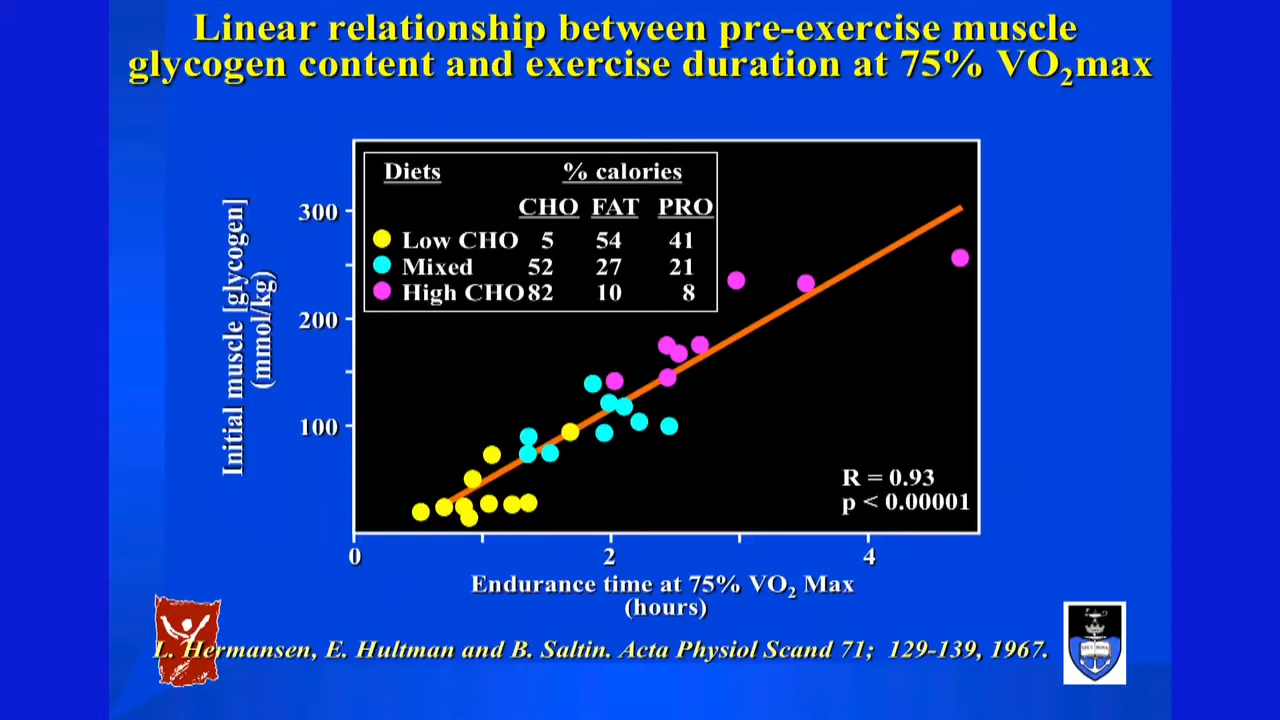 Linear relationship between pre-exercise muscle
glycogen content and exercise duration at 75% VO₂max
Diets % calories
CHO FAT PRO
Low CHO 5 54 41
Mixed 52 27 21
High CHO 82 10 8
Initial muscle [glycogen]
(mmol/kg)
300
200
100
R = 0.93
p < 0.00001
0 2 4
Endurance time at 75% VO₂ Max
(hours)
L. Hermansen, E. Hultman and B. Saltin. Acta Physiol Scand 71; 129-139, 1967.